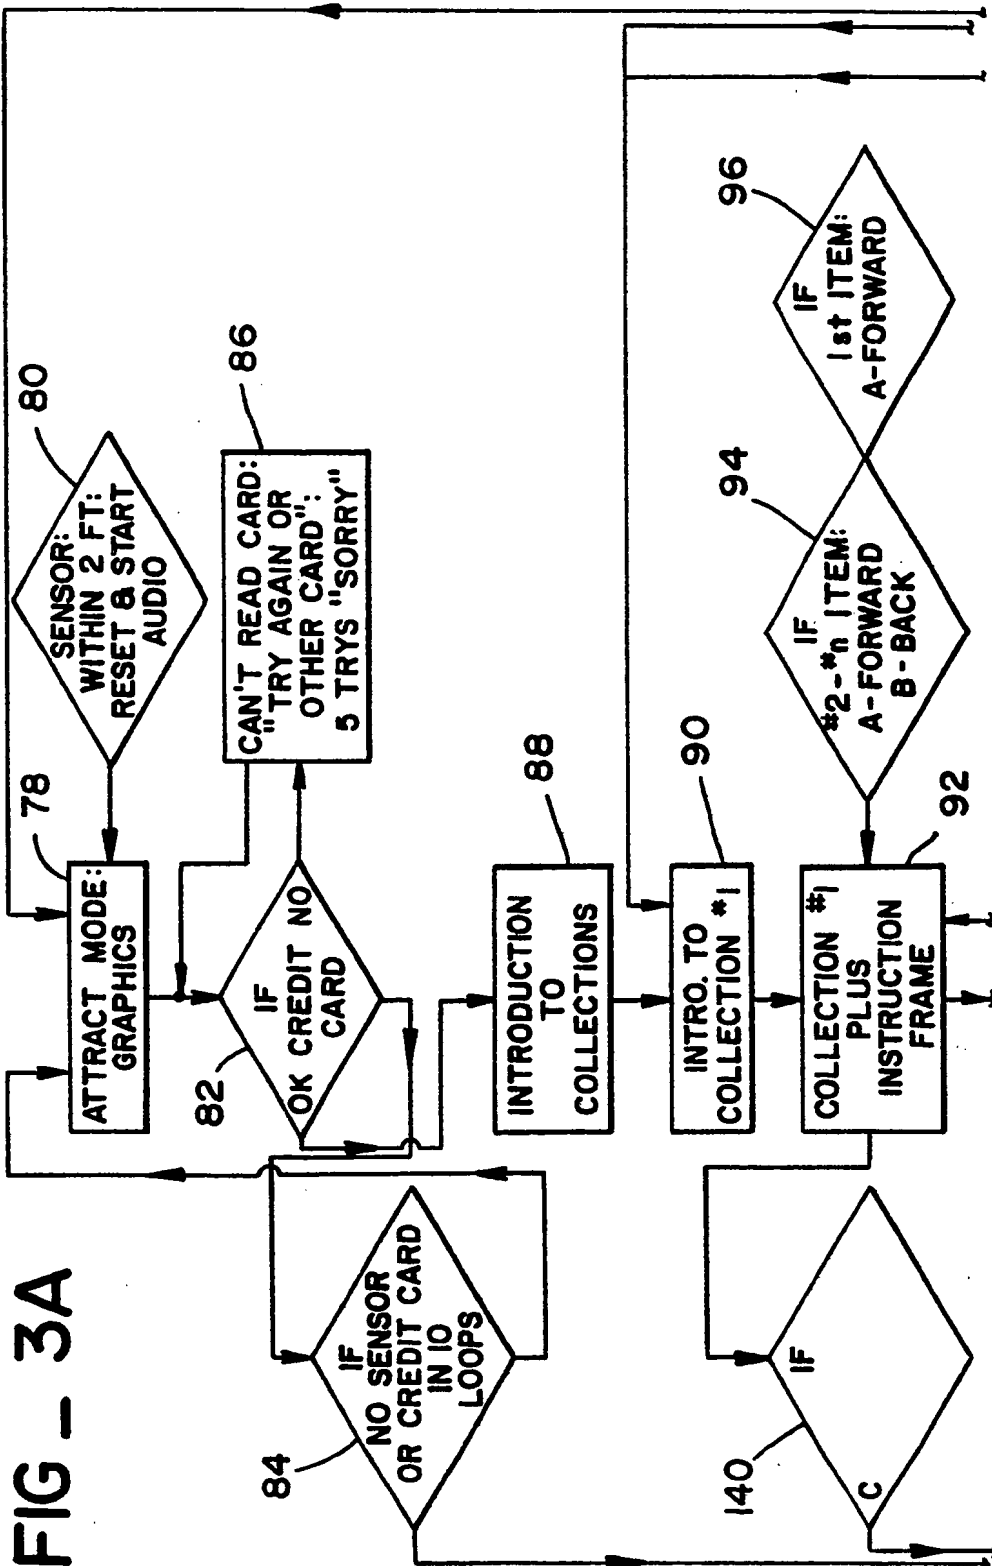 FIG – 3A
78
ATTRACT MODE:
GRAPHICS
80
SENSOR:
WITHIN 2 FT:
RESET & START
AUDIO
82
IF
OK CREDIT NO
CARD
86
CAN'T READ CARD:
"TRY AGAIN OR
OTHER CARD":
5 TRYS "SORRY"
84
IF
NO SENSOR
OR CREDIT CARD
IN 10
LOOPS
88
INTRODUCTION
TO
COLLECTIONS
90
INTRO. TO
COLLECTION #1
92
COLLECTION #1
PLUS
INSTRUCTION
FRAME
94
IF
#2-#n ITEM:
A-FORWARD
B-BACK
96
IF
1st ITEM:
A-FORWARD
140
IF
C